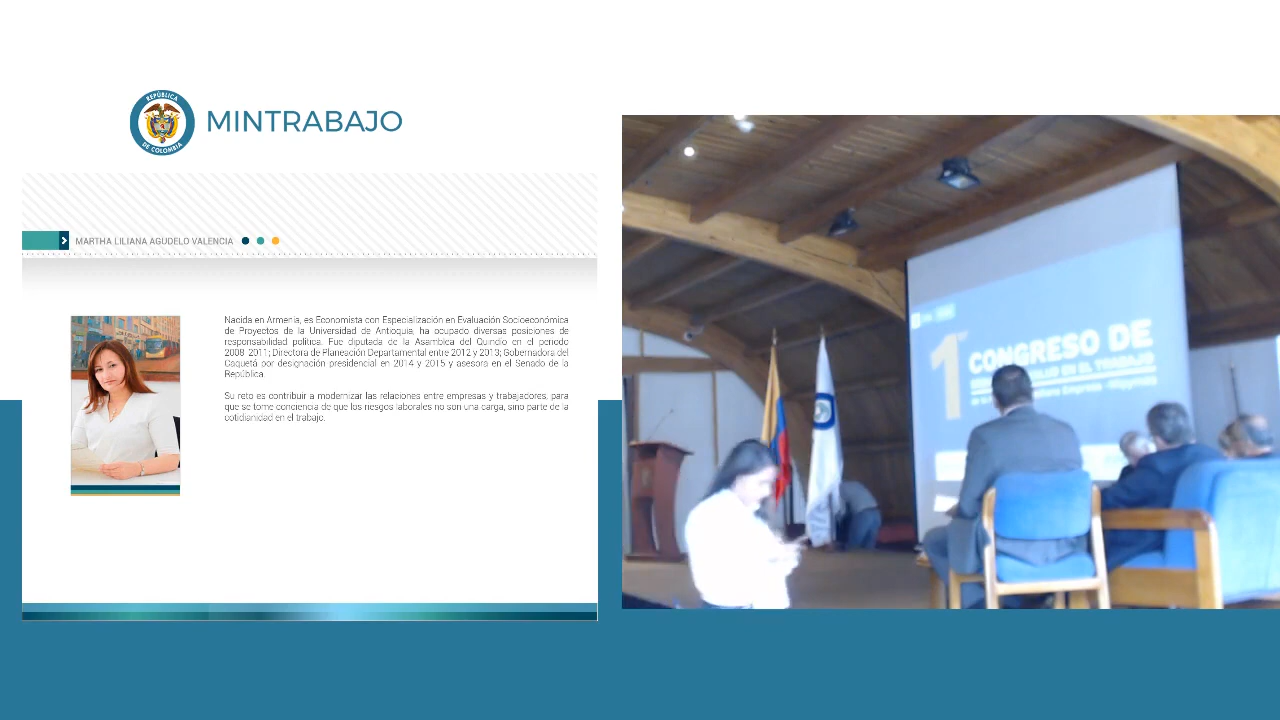 REPÚBLICA
DE COLOMBIA
MINTRABAJO
MARTHA LILIANA AGUDELO VALENCIA
Nacida en Armenia, es Economista con Especialización en Evaluación Socioeconómica
de Proyectos de la Universidad de Antioquia, ha ocupado diversas posiciones de
responsabilidad política. Fue diputada de la Asamblea del Quindío en el periodo
2008-2011; Directora de Planeación Departamental entre 2012 y 2013; Gobernadora del
Caquetá por designación presidencial en 2014 y 2015 y asesora en el Senado de la
República.
Su reto es contribuir a modernizar las relaciones entre empresas y trabajadores, para
que se tome conciencia de que los riesgos laborales no son una carga, sino parte de la
cotidianidad en el trabajo.
1er CONGRESO DE
EN EL TRABAJO